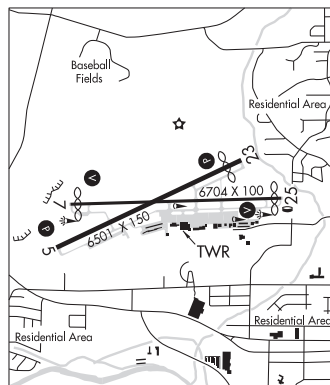 Baseball
Fields
Residential Area
V
P
23
6704 X 100
7
25
V
P
6501 X 150
5
TWR
Residential Area
Residential Area